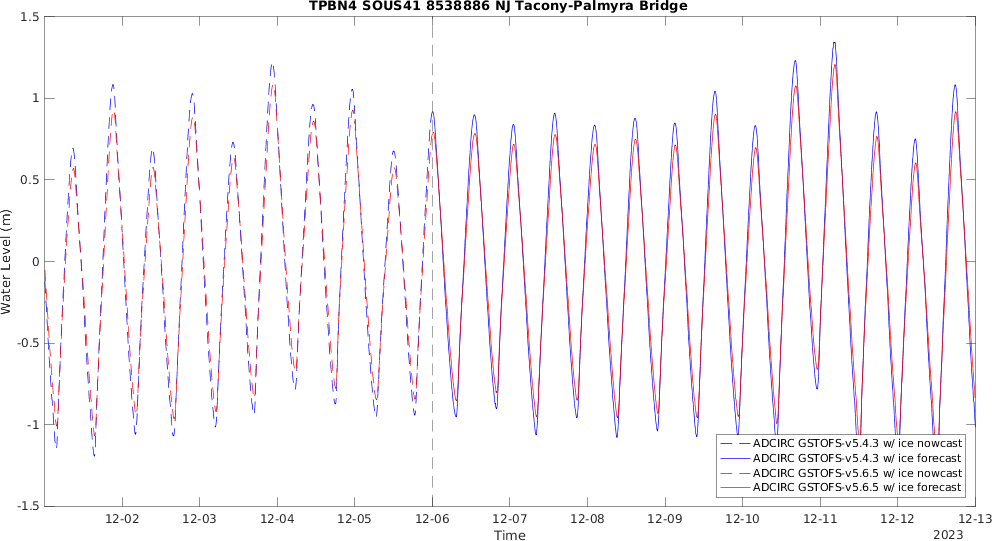 TPBN4 SOUS41 8538886 NJ Tacony-Palmyra Bridge
1.5
1
0.5
0
-0.5
-1
-1.5
Water Level (m)
12-02 12-03 12-04 12-05 12-06 12-07 12-08 12-09 12-10 12-11 12-12 12-13
Time
2023
ADCIRC GSTOFS-v5.4.3 w/ ice nowcast
ADCIRC GSTOFS-v5.4.3 w/ ice forecast
ADCIRC GSTOFS-v5.6.5 w/ ice nowcast
ADCIRC GSTOFS-v5.6.5 w/ ice forecast